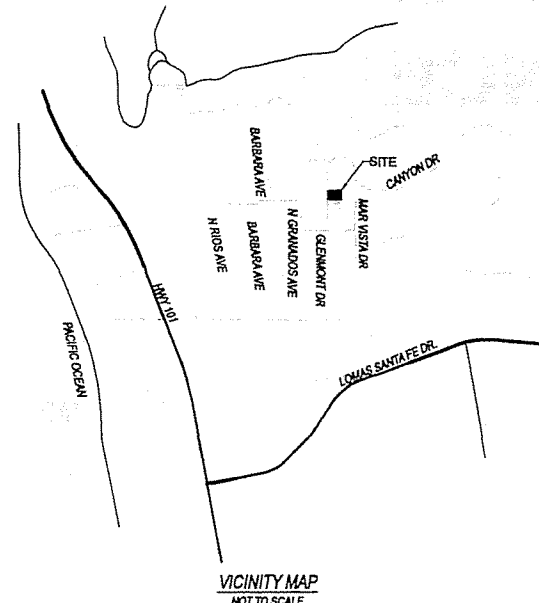 BARBARA AVE
SITE
CANYON DR
MAR VISTA DR
N RIOS AVE
BARBARA AVE
N GRANADOS AVE
GLENMONT DR
HWY 101
PACIFIC OCEAN
LOMAS SANTA FE DR.
VICINITY MAP
NOT TO SCALE